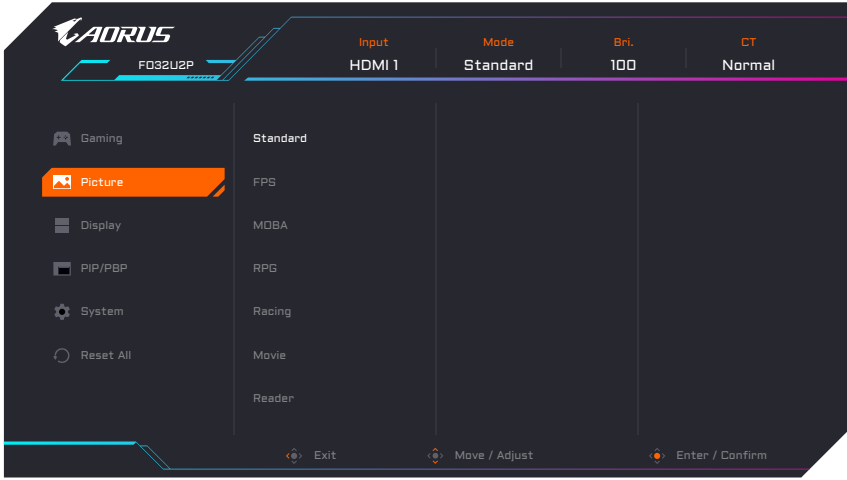 AORUS
FO32U2P
Input Mode Bri. CT
HDMI 1 Standard 100 Normal
Gaming Standard
Picture FPS
Display MOBA
PIP/PBP RPG
System Racing
Reset All Movie
Reader
Exit Move / Adjust Enter / Confirm